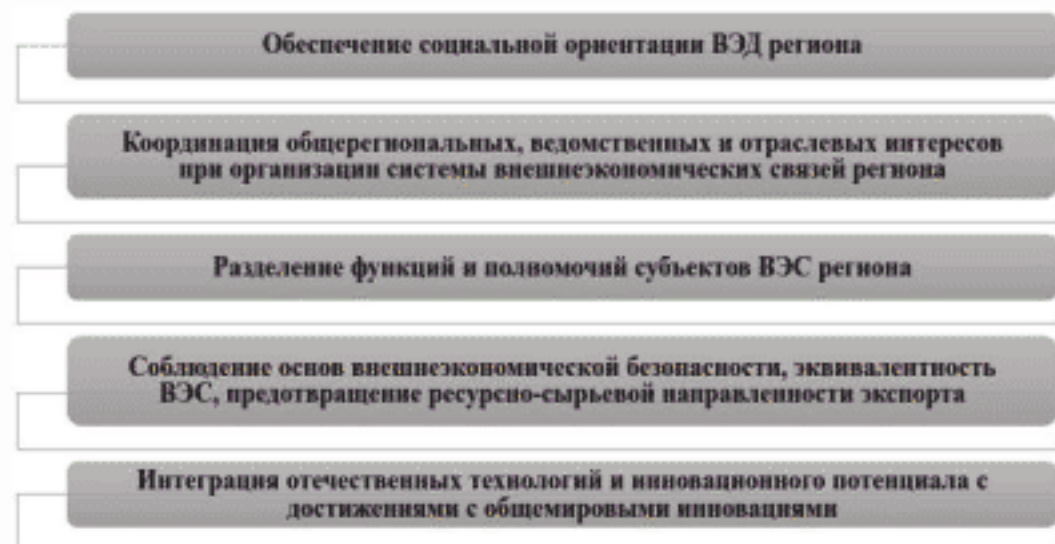 Обеспечение социальной ориентации ВЭД региона
Координация общерегиональных, ведомственных и отраслевых интересов
при организации системы внешнеэкономических связей региона
Разделение функций и полномочий субъектов ВЭС региона
Соблюдение основ внешнеэкономической безопасности, эквивалентность
ВЭС, предотвращение ресурсно-сырьевой направленности экспорта
Интеграция отечественных технологий и инновационного потенциала с
достижениями с общемировыми инновациями